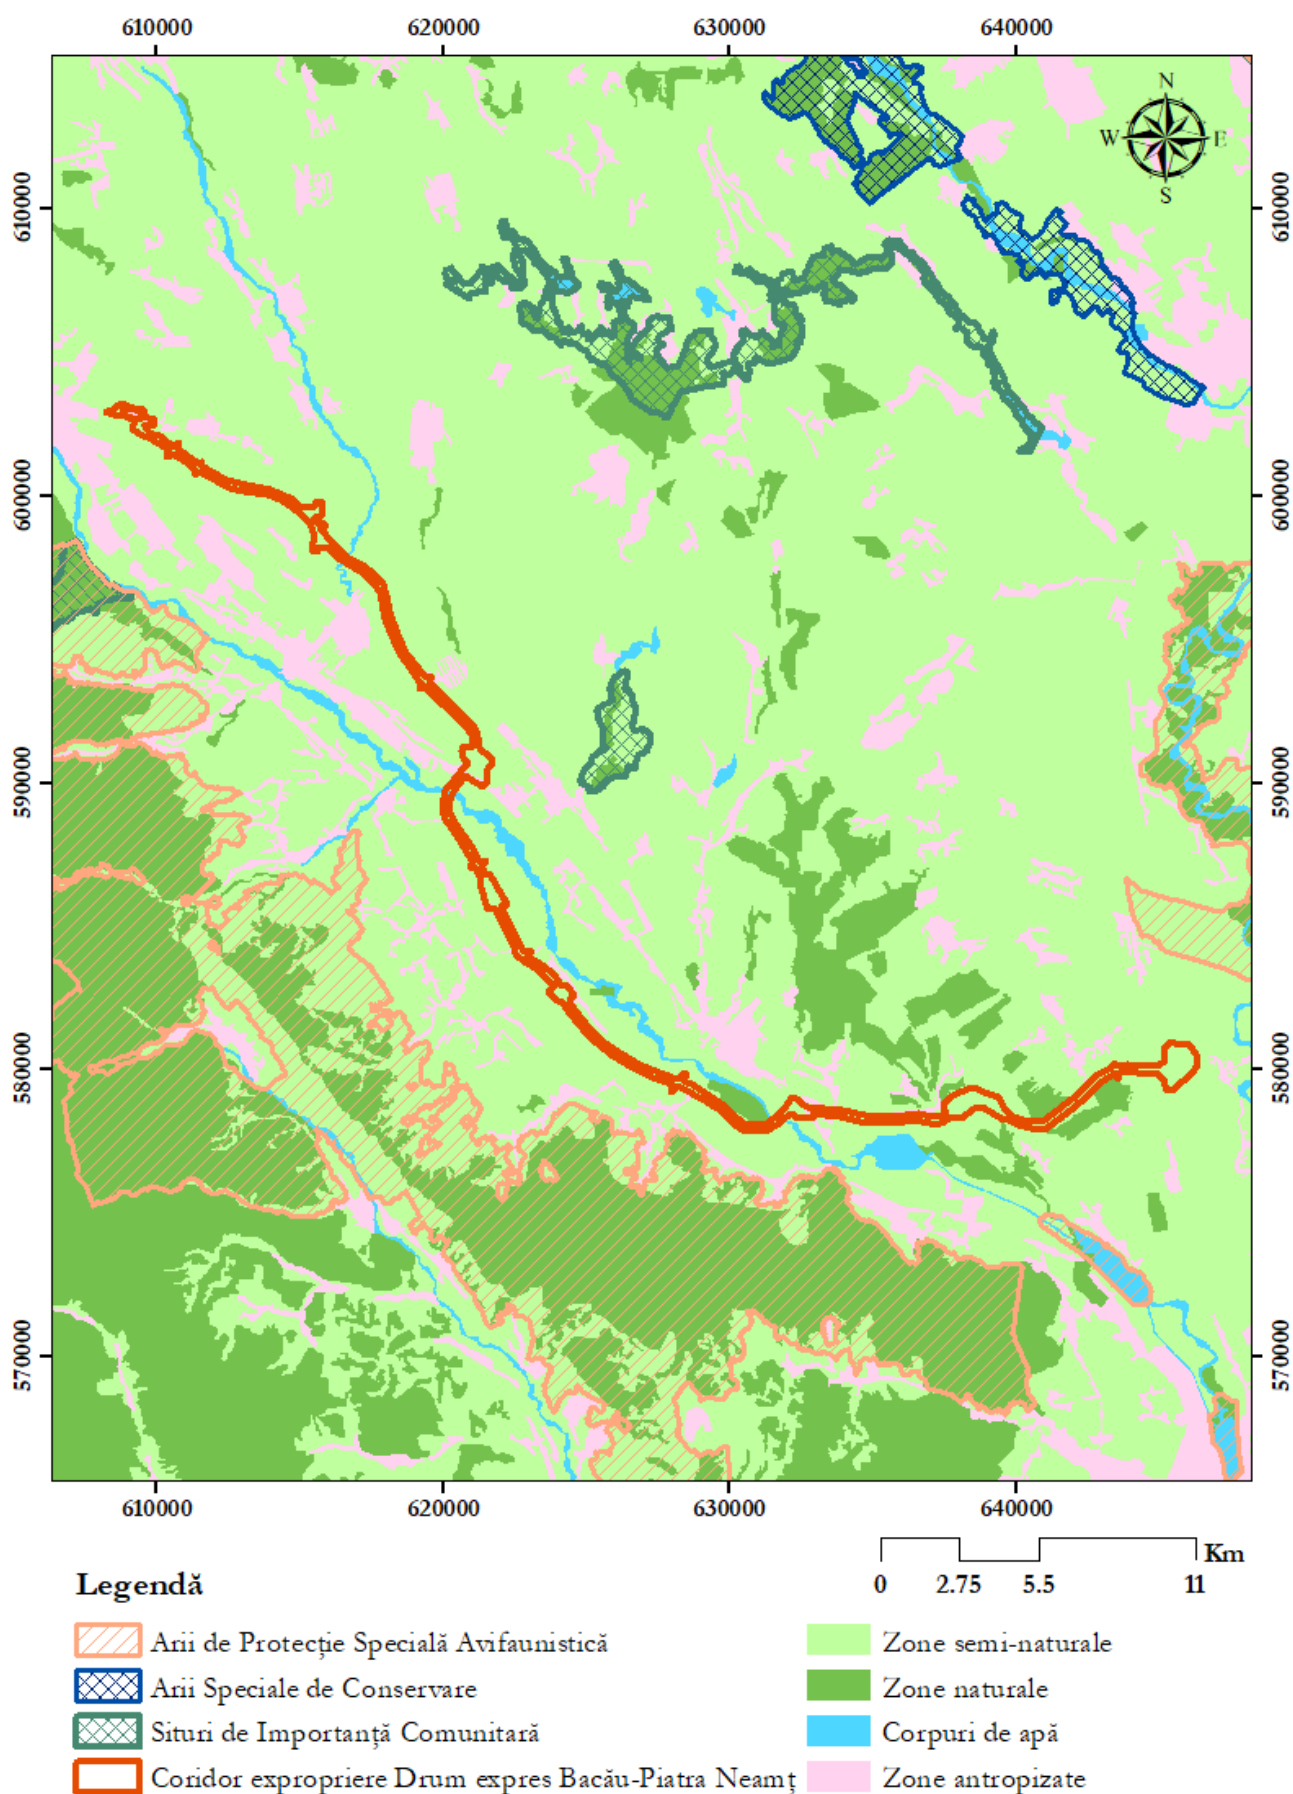 610000 620000 630000 640000
N
W E
S
610000 610000
600000 600000
590000 590000
580000 580000
570000 570000
610000 620000 630000 640000
Km
0 2.75 5.5 11
Legendă
Arii de Protecție Specială Avifaunistică
Arii Speciale de Conservare
Situri de Importanță Comunitară
Coridor expropriere Drum expres Bacău-Piatra Neamț
Zone semi-naturale
Zone naturale
Corpuri de apă
Zone antropizate